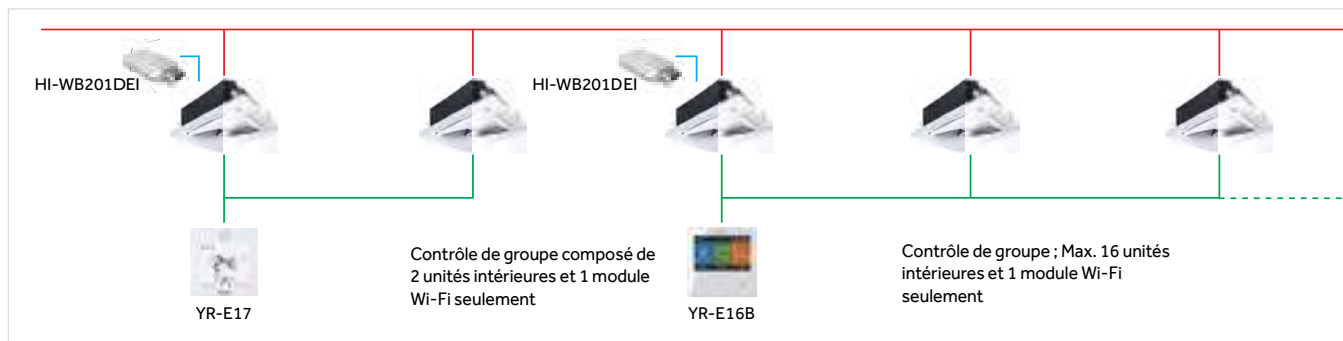 HI-WB201DEI
HI-WB201DEI
Contrôle de groupe composé de
2 unités intérieures et 1 module
Wi-Fi seulement
Contrôle de groupe ; Max. 16 unités
intérieures et 1 module Wi-Fi
seulement
YR-E17
YR-E16B